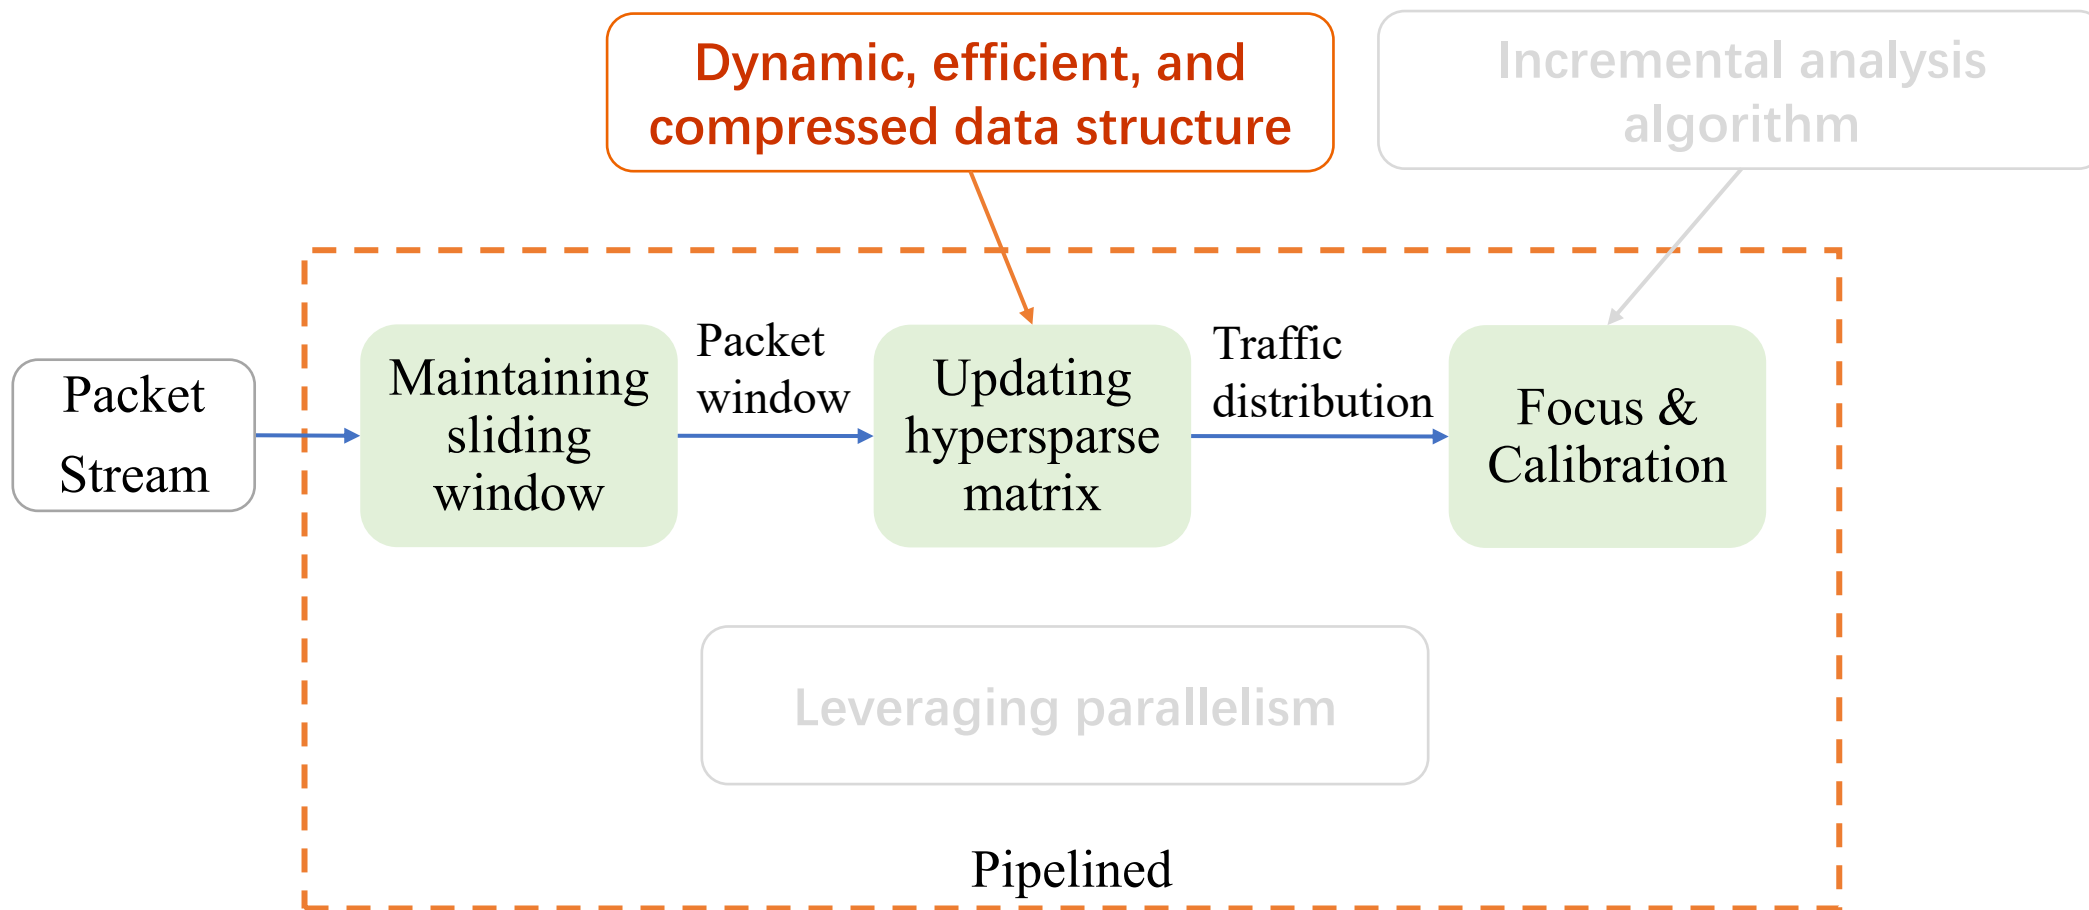 Dynamic, efficient, and
compressed data structure
Incremental analysis
algorithm
Packet
Stream
Maintaining
sliding
window
Packet
window
Updating
hypersparse
matrix
Traffic
distribution
Focus &
Calibration
Leveraging parallelism
Pipelined